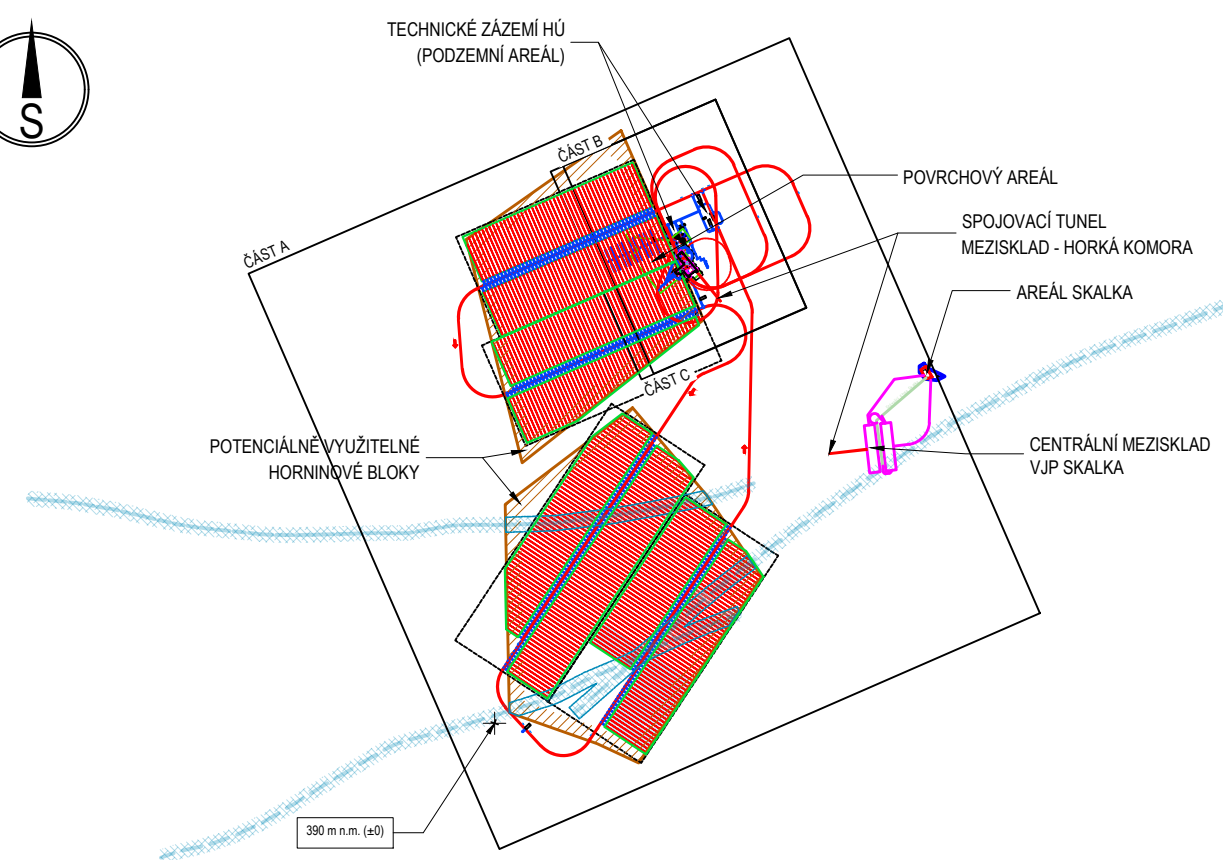 S
TECHNICKÉ ZÁZEMÍ HÚ
(PODZEMNÍ AREÁL)
ČÁST B
POVRCHOVÝ AREÁL
SPOJOVACÍ TUNEL
MEZISKLAD - HORKÁ KOMORA
ČÁST A
AREÁL SKALKA
ČÁST C
POTENCIÁLNĚ VYUŽITELNÉ
HORNINOVÉ BLOKY
CENTRÁLNÍ MEZISKLAD
VJP SKALKA
390 m n.m. (±0)